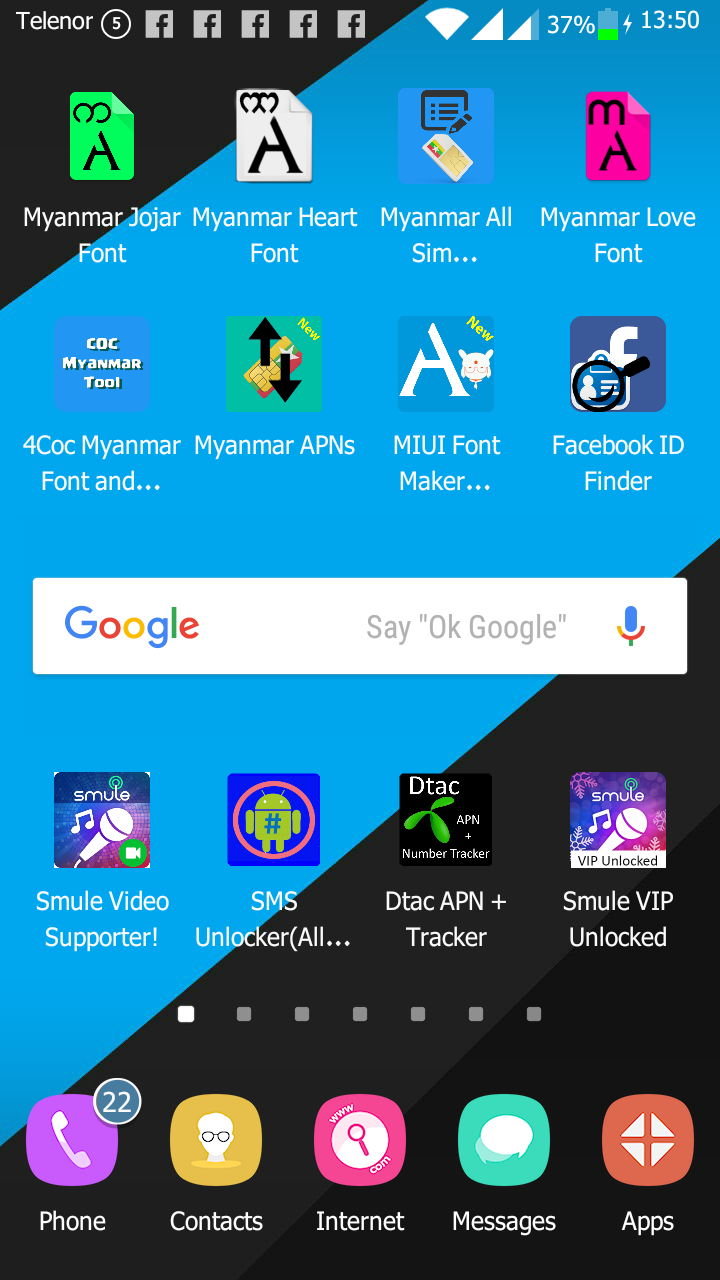 Telenor 5 37% 13:50
Myanmar Jojar Font
Myanmar Heart Font
Myanmar All Sim...
Myanmar Love Font
COC
Myanmar
Tool
New
New
4Coc Myanmar Font and...
Myanmar APNs
MIUI Font Maker...
Facebook ID Finder
Google Say "Ok Google"
smule
#
Dtac
APN
+
Number Tracker
smule
VIP Unlocked
Smule Video Supporter!
SMS Unlocker(All...
Dtac APN + Tracker
Smule VIP Unlocked
22
www
com
Phone Contacts Internet Messages Apps